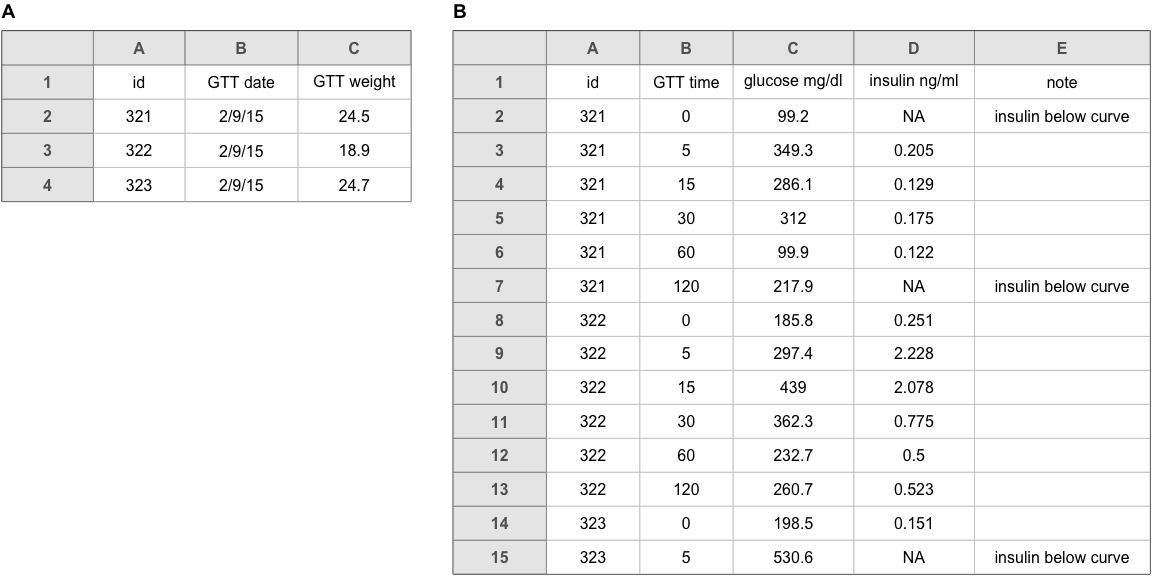 A
A B C
1 id GTT date GTT weight
2 321 2/9/15 24.5
3 322 2/9/15 18.9
4 323 2/9/15 24.7
B
A B C D E
1 id GTT time glucose mg/dl insulin ng/ml note
2 321 0 99.2 NA insulin below curve
3 321 5 349.3 0.205
4 321 15 286.1 0.129
5 321 30 312 0.175
6 321 60 99.9 0.122
7 321 120 217.9 NA insulin below curve
8 322 0 185.8 0.251
9 322 5 297.4 2.228
10 322 15 439 2.078
11 322 30 362.3 0.775
12 322 60 232.7 0.5
13 322 120 260.7 0.523
14 323 0 198.5 0.151
15 323 5 530.6 NA insulin below curve